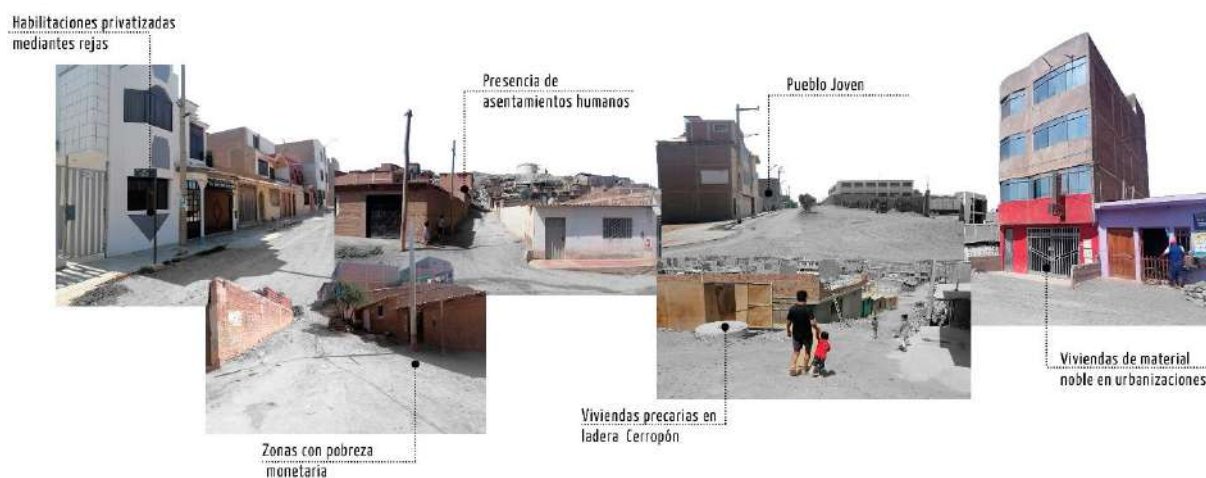 Habilitaciones privatizadas
mediantes rejas
Presencia de
asentamientos humanos
Pueblo Joven
Viviendas de material
noble en urbanizaciones
Viviendas precarias en
ladera Cerropón
Zonas con pobreza
monetaria